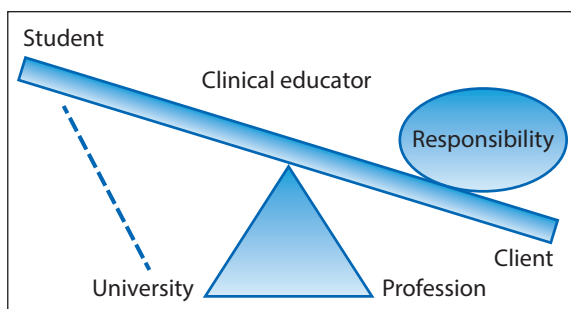 Student
Clinical educator
Responsibility
Client
University
Profession